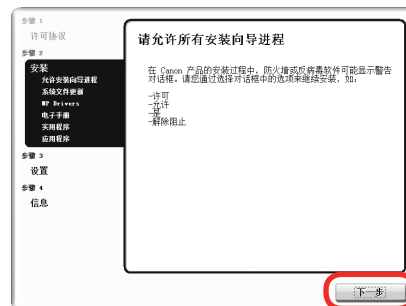 步骤 1
许可协议
步骤 2
安装
允许安装向导进程
系统文件更新
MP Drivers
电子手册
实用程序
应用程序
步骤 3
设置
步骤 4
信息
请允许所有安装向导进程
在 Canon 产品的安装过程中，防火墙或反病毒软件可能显示警告
对话框。请您通过选择对话框中的选项来继续安装，如:
-许可
-允许
-是
-解除阻止
下一步